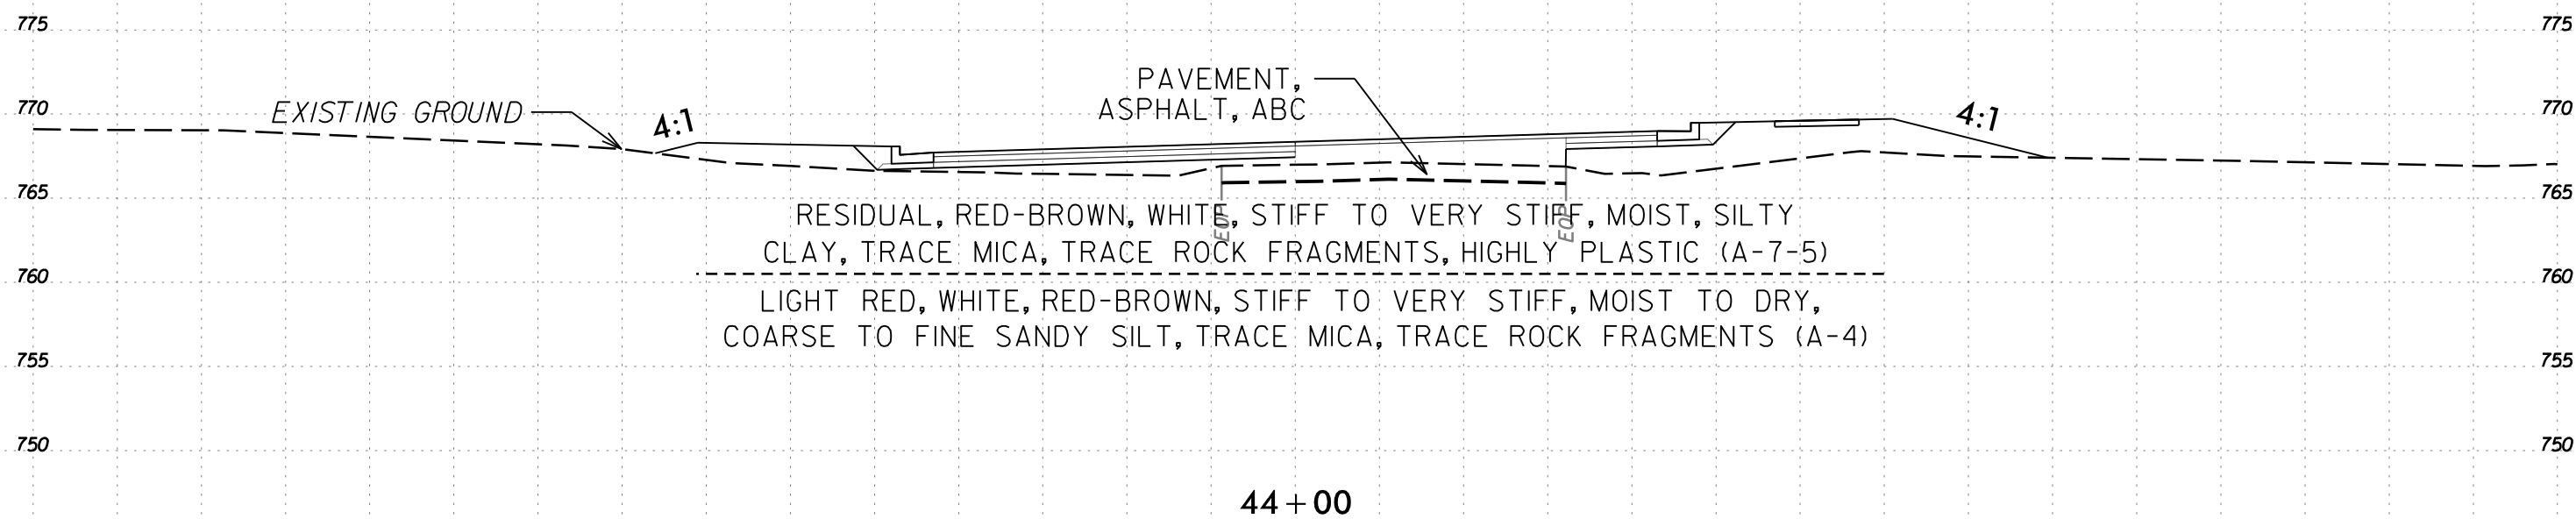 775 775
PAVEMENT,
EXISTING GROUND 4:1 770 ASPHALT, ABC 4:1 770
765 765
RESIDUAL, RED-BROWN, WHITE, STIFF TO VERY STIFF, MOIST, SILTY
EOP EOP
CLAY, TRACE MICA, TRACE ROCK FRAGMENTS, HIGHLY PLASTIC (A-7-5)
760 760
LIGHT RED, WHITE, RED-BROWN, STIFF TO VERY STIFF, MOIST TO DRY,
COARSE TO FINE SANDY SILT, TRACE MICA, TRACE ROCK FRAGMENTS (A-4)
755 755
750 750
44+00